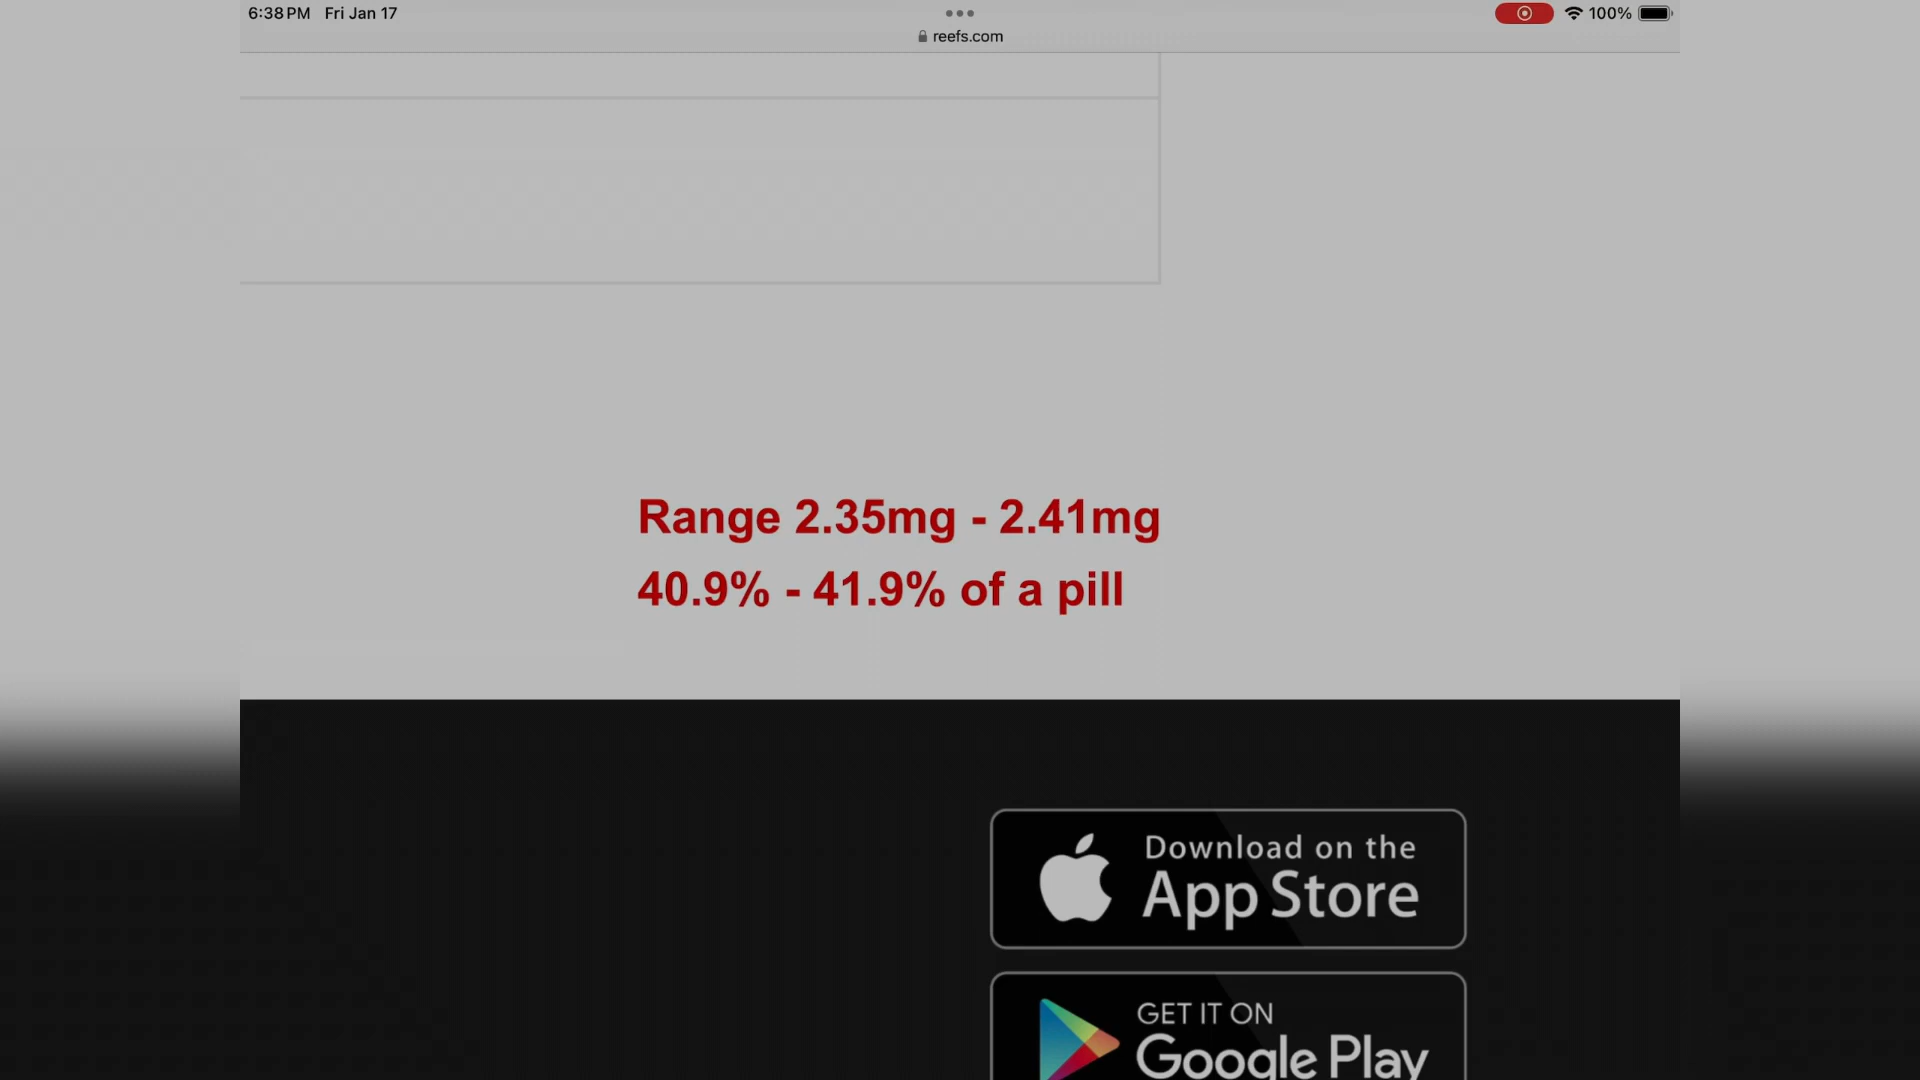 6:38 PM Fri Jan 17
100%
reefs.com
Range 2.35mg - 2.41mg
40.9% - 41.9% of a pill
Download on the
App Store
GET IT ON
Google Play